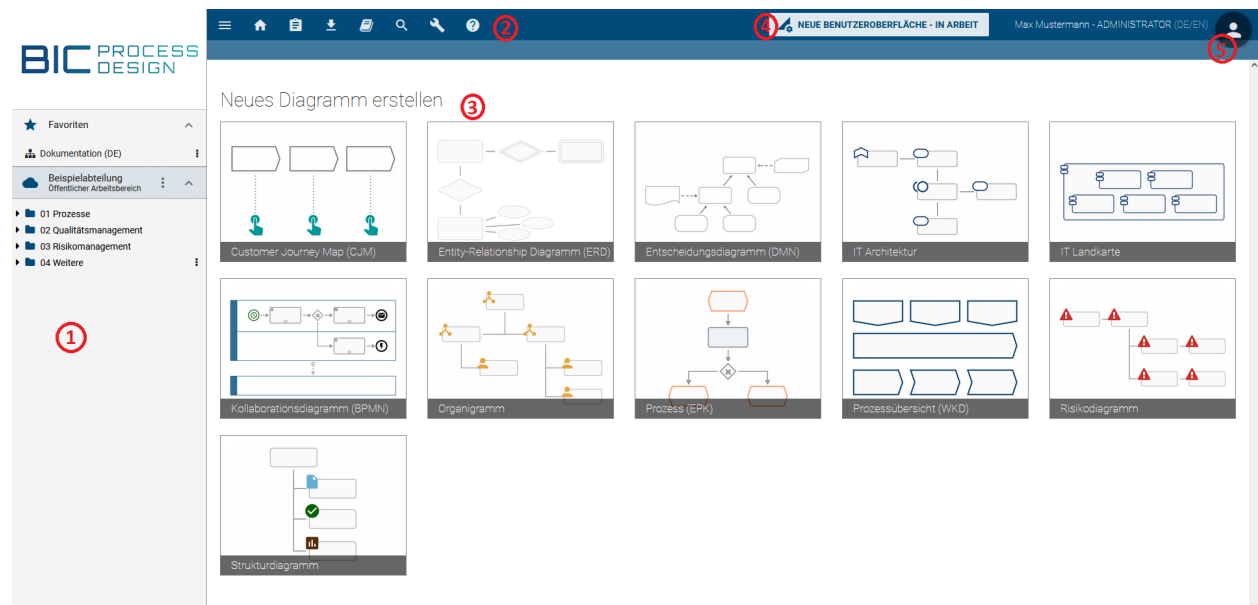 BIC PROCESS
DESIGN
2
4 NEUE BENUTZEROBERFLÄCHE - IN ARBEIT
Max Mustermann - ADMINISTRATOR (DE/EN)
5
Favoriten
Dokumentation (DE)
Beispielabteilung
Öffentlicher Arbeitsbereich
01 Prozesse
02 Qualitätsmanagement
03 Risikomanagement
04 Weitere
1
Neues Diagramm erstellen
3
Customer Journey Map (CJM)
Entity-Relationship Diagramm (ERD)
Entscheidungsdiagramm (DMN)
IT Architektur
IT Landkarte
Kollaborationsdiagramm (BPMN)
Organigramm
Prozess (EPK)
Prozessübersicht (WKD)
Risikodiagramm
Strukturdiagramm